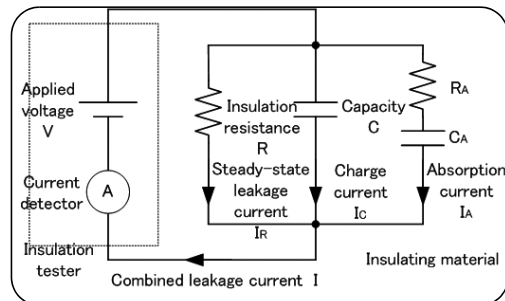 Applied
voltage
V
Current
detector
A
Insulation
tester
Insulation
resistance
R
Steady-state
leakage
current
IR
Capacity
C
Charge
current
IC
RA
CA
Absorption
current
IA
Combined leakage current I
Insulating material